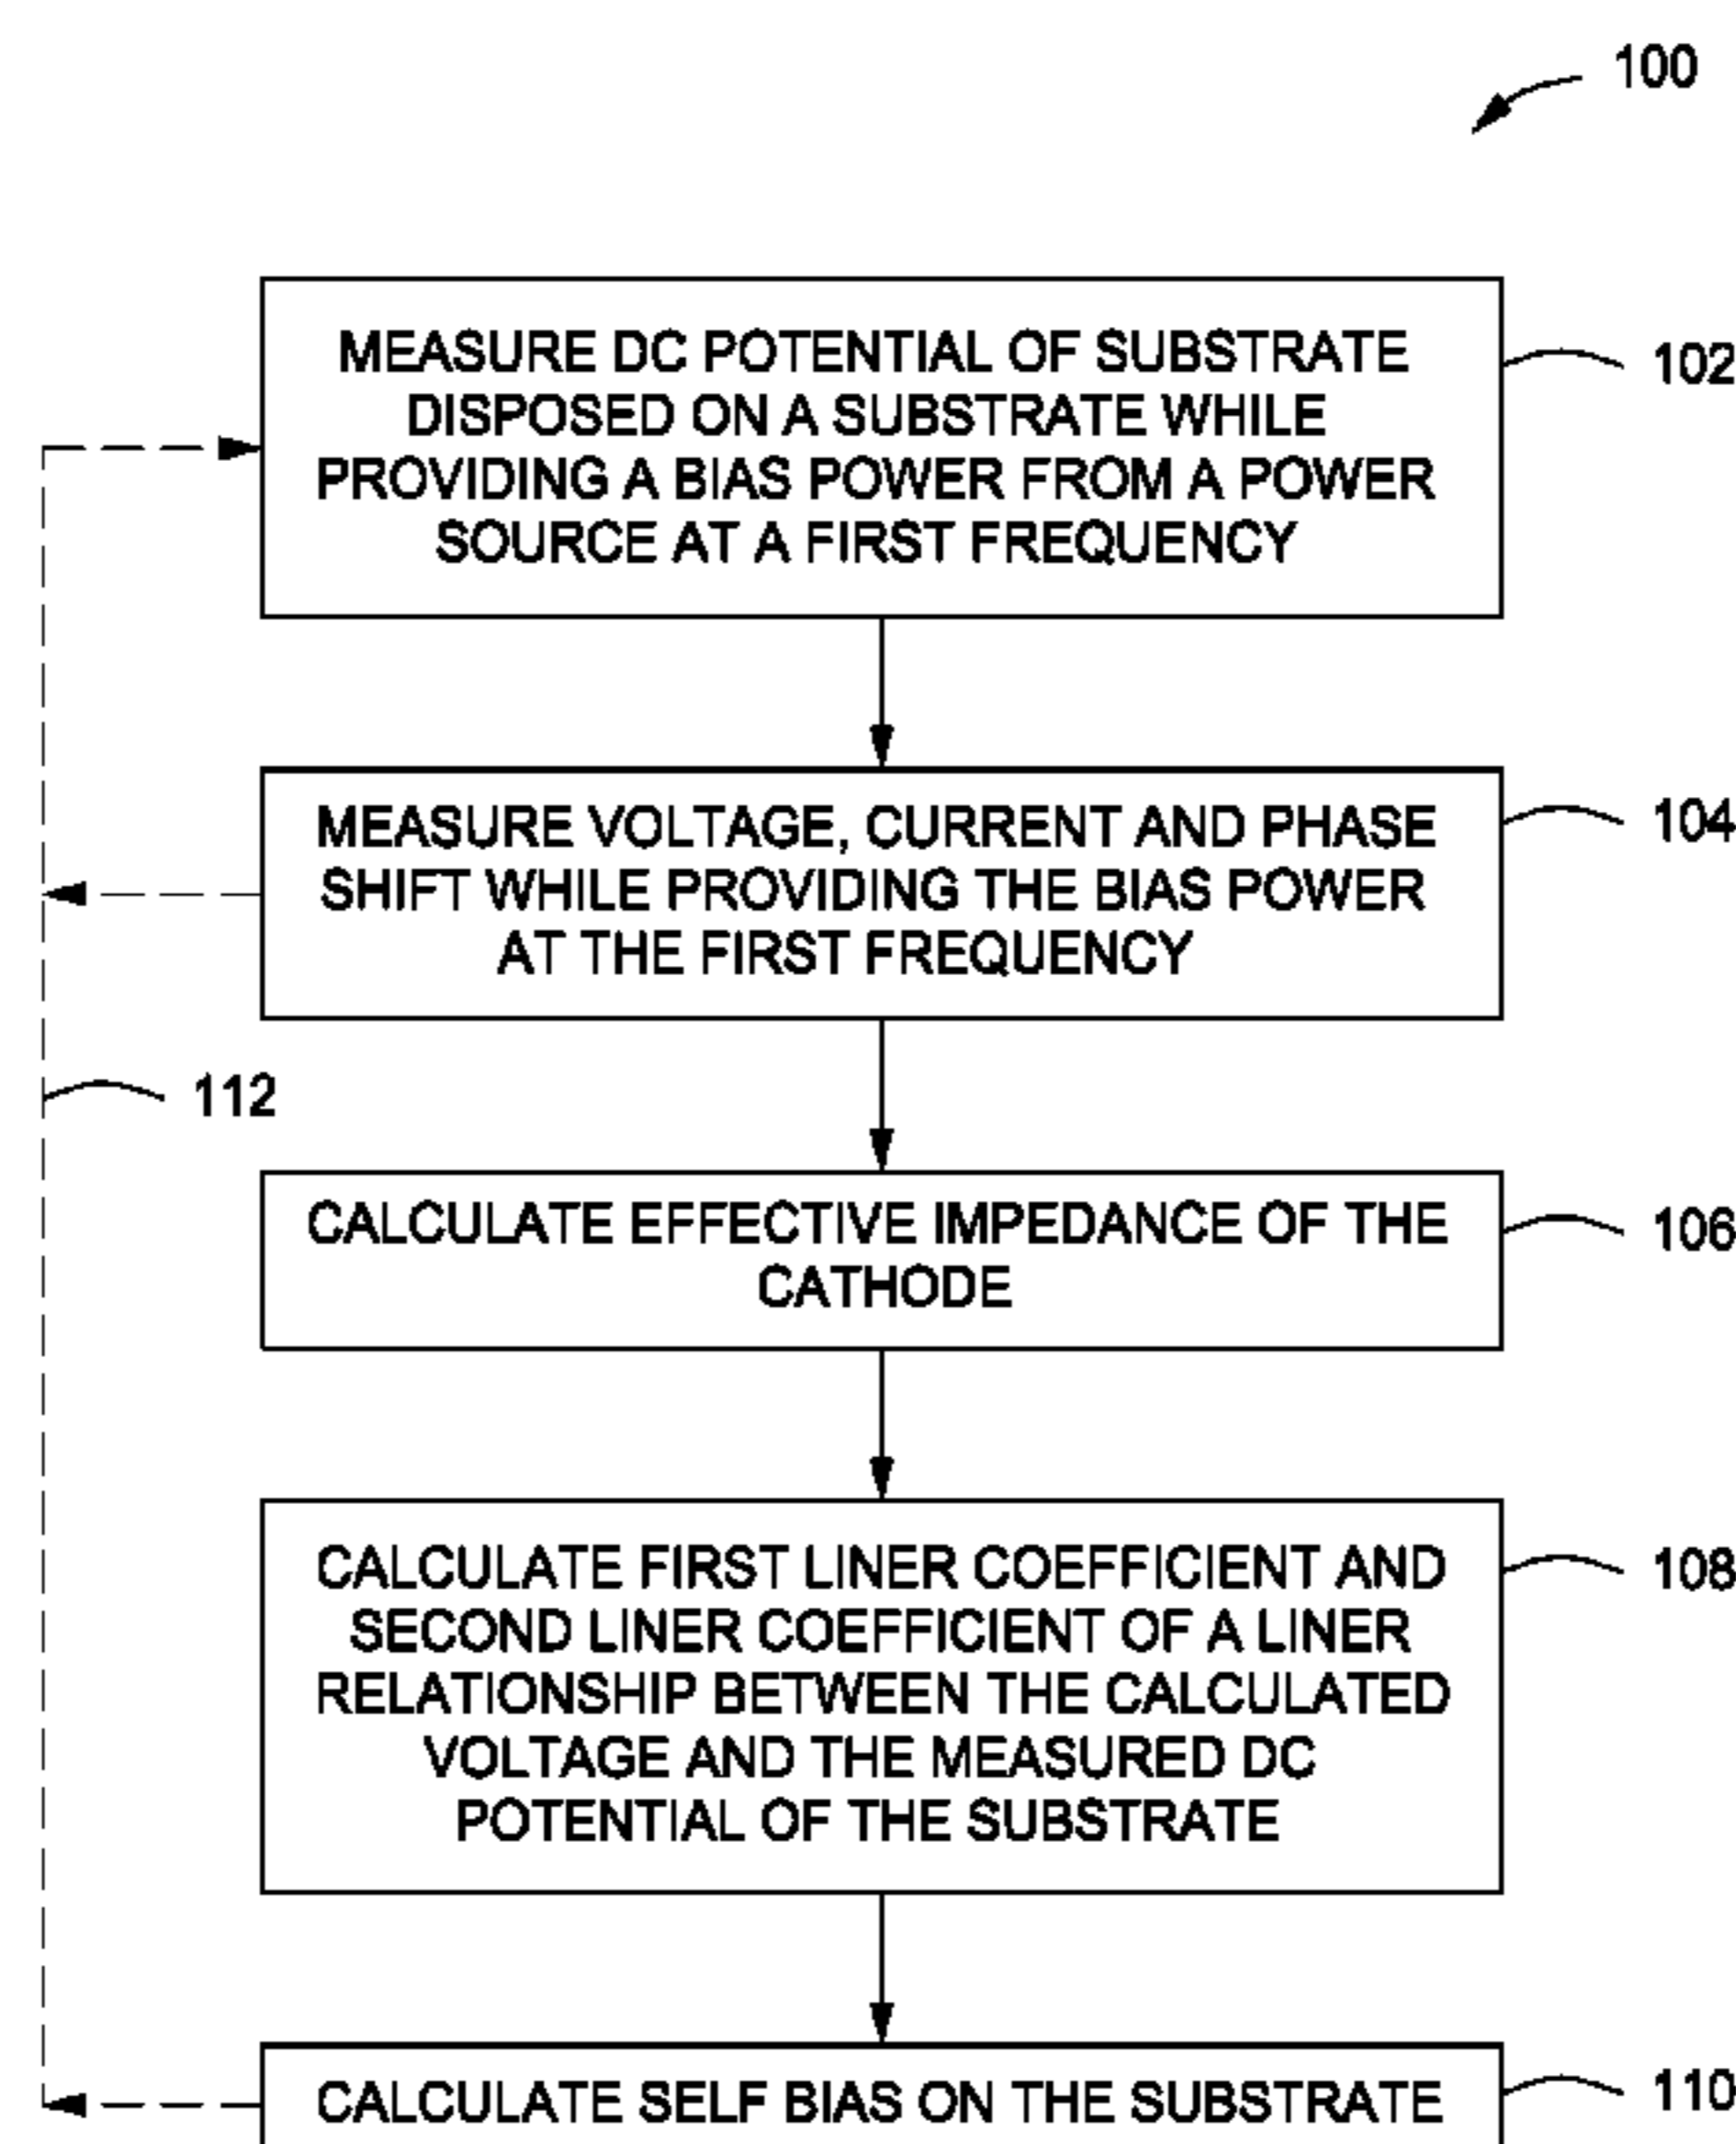 100
MEASURE DC POTENTIAL OF SUBSTRATE
DISPOSED ON A SUBSTRATE WHILE
PROVIDING A BIAS POWER FROM A POWER
SOURCE AT A FIRST FREQUENCY
102
MEASURE VOLTAGE, CURRENT AND PHASE
SHIFT WHILE PROVIDING THE BIAS POWER
AT THE FIRST FREQUENCY
104
112
CALCULATE EFFECTIVE IMPEDANCE OF THE
CATHODE
106
CALCULATE FIRST LINER COEFFICIENT AND
SECOND LINER COEFFICIENT OF A LINER
RELATIONSHIP BETWEEN THE CALCULATED
VOLTAGE AND THE MEASURED DC
POTENTIAL OF THE SUBSTRATE
108
CALCULATE SELF BIAS ON THE SUBSTRATE
110